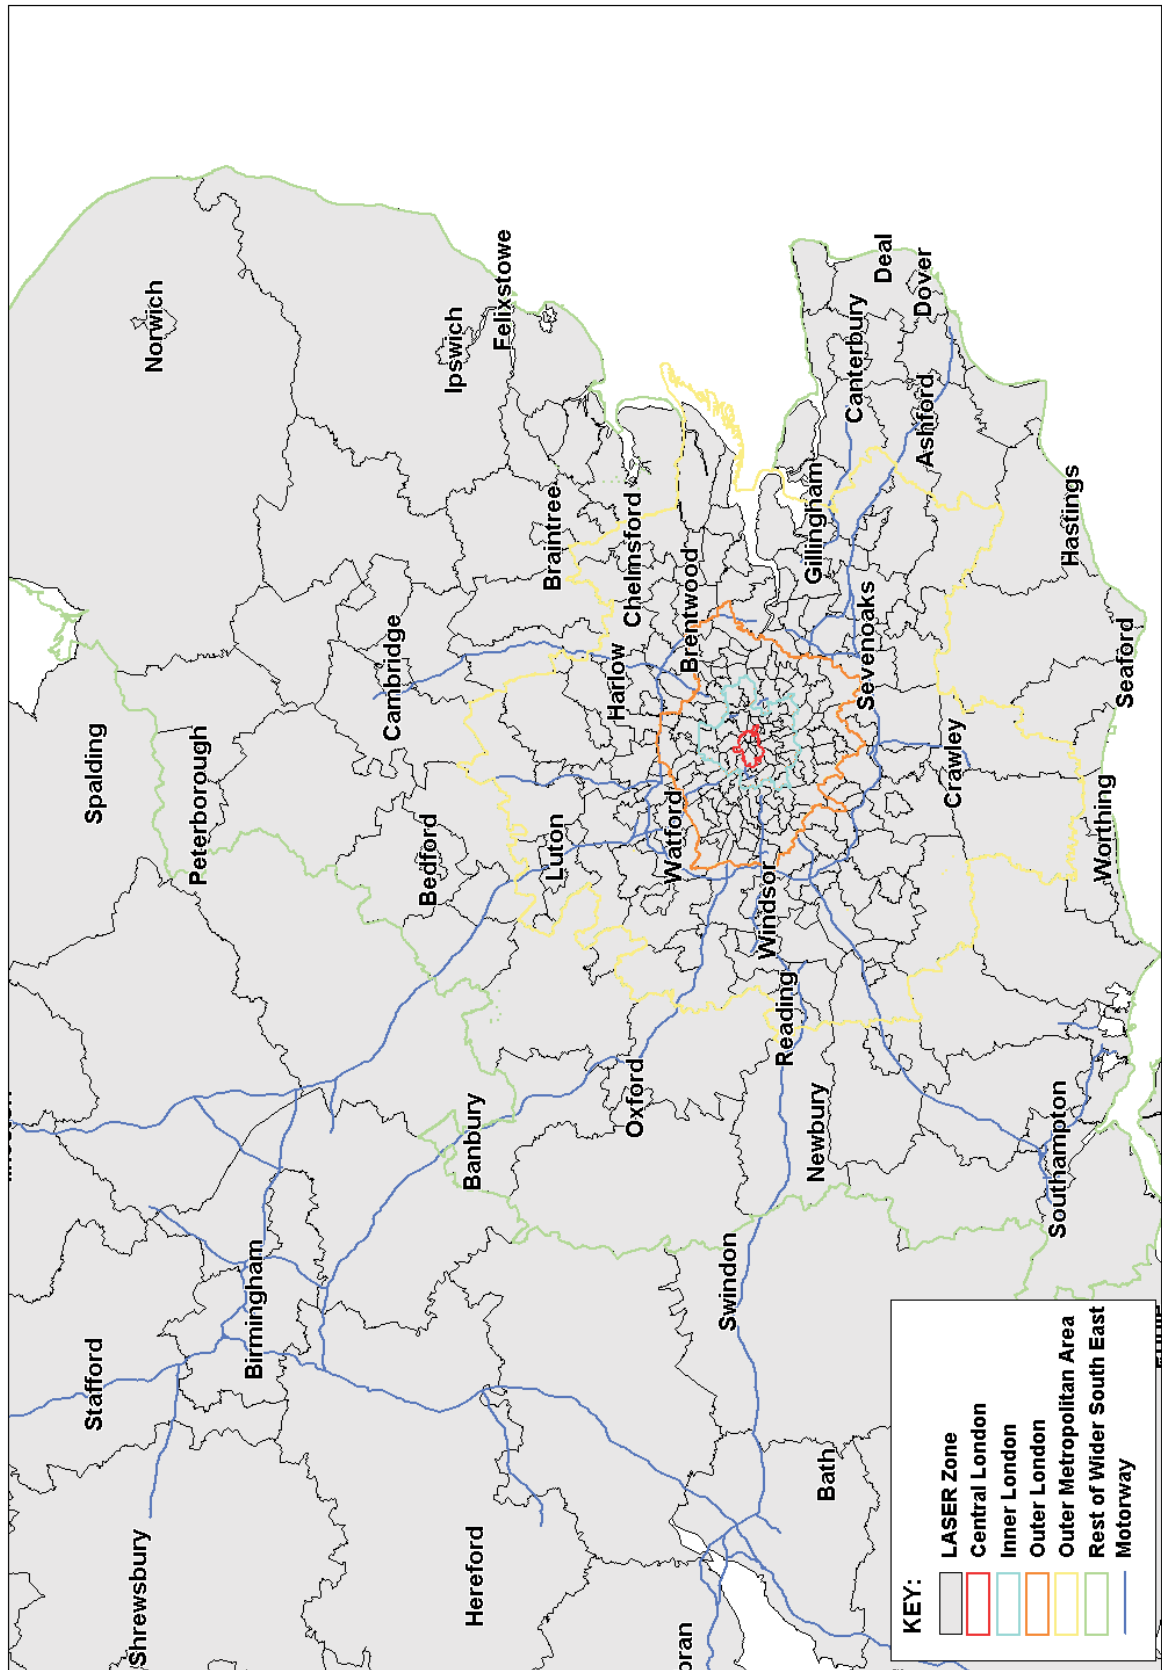 Shrewsbury
Stafford
Birmingham
Spalding
Peterborough
Norwich
Hereford
Banbury
Bedford
Cambridge
Ipswich
Felixstowe
Luton
Braintree
Oxford
Harlow
Chelmsford
Watford
Brentwood
Swindon
Windsor
Reading
Newbury
Bath
Gillingham
Canterbury
Deal
Dover
Ashford
Sevenoaks
Crawley
Southampton
Worthing
Seaford
Hastings
oran
KEY:
LASER Zone
Central London
Inner London
Outer London
Outer Metropolitan Area
Rest of Wider South East
Motorway